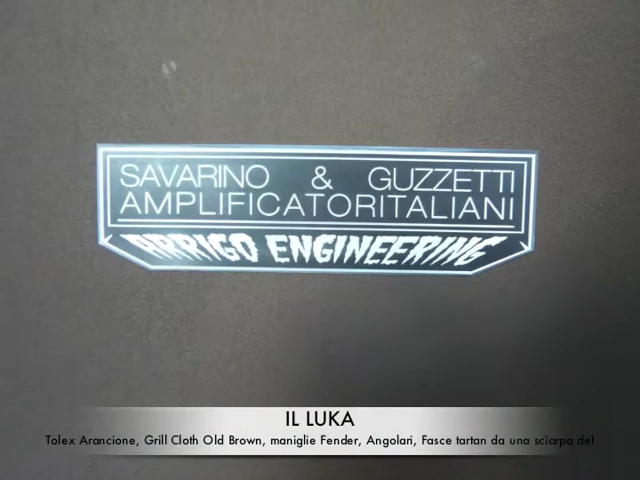 SAVARINO & GUZZETTI
AMPLIFICATORITALIANI
ARRIGO ENGINEERING
IL LUKA
Tolex Arancione, Grill Cloth Old Brown, maniglie Fender, Angolari, Fasce tartan da una sciarpa del